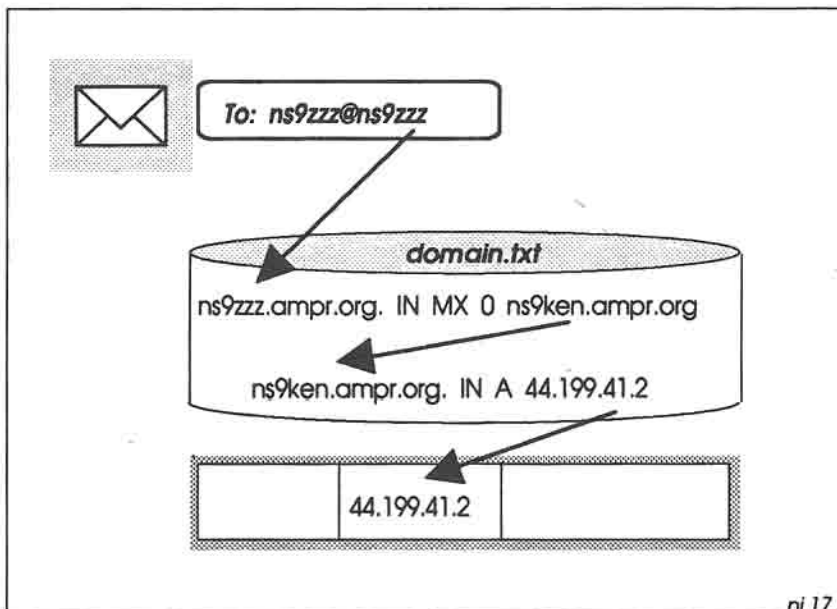 To: ns9zzz@ns9zzz
domain.txt
ns9zzz.ampr.org. IN MX 0 ns9ken.ampr.org
ns9ken.ampr.org. IN A 44.199.41.2
44.199.41.2
ni 17